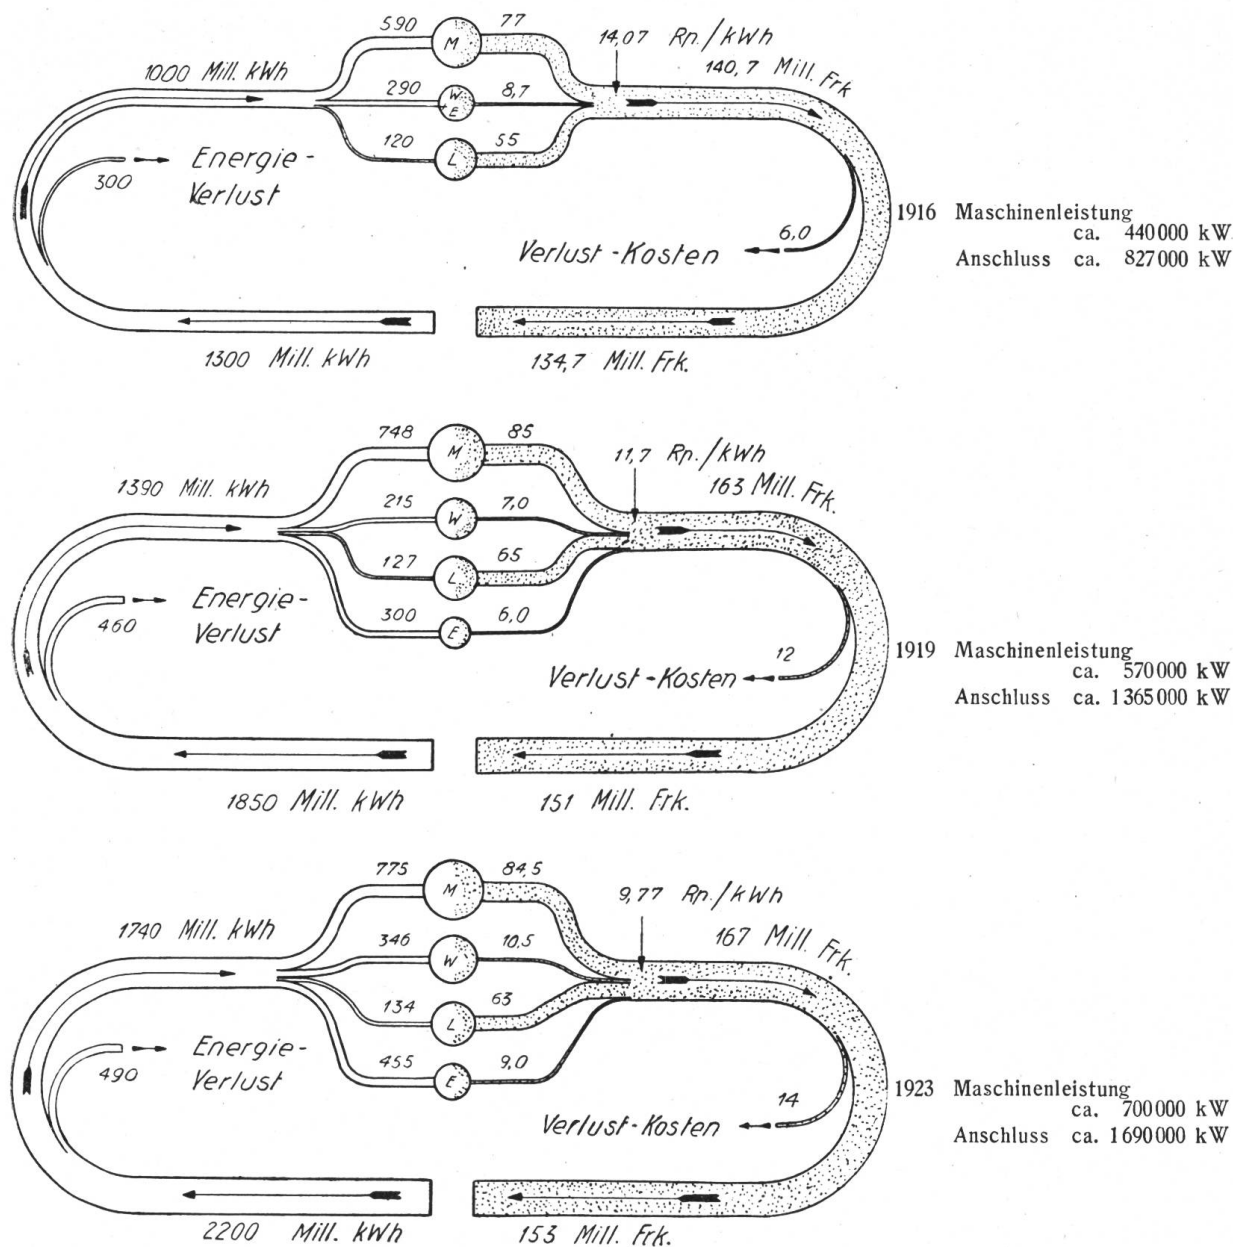 590 77
14,07 Rp./kWh
1000 Mill. kWh
140,7 Mill. Frk
M
290 W E 8,7
120 L 55
300
Energie-
Verlust
Verlust-Kosten
6,0
1300 Mill. kWh
134,7 Mill. Frk.
1916 Maschinenleistung
ca. 440000 kW
Anschluss ca. 827000 kW
748 M 85
11,7 Rp./kWh
1390 Mill. kWh
163 Mill. Frk.
215 W 7,0
127 L 65
300 E 6,0
460
Energie-
Verlust
Verlust-Kosten
12
1850 Mill. kWh
151 Mill. Frk.
1919 Maschinenleistung
ca. 570000 kW
Anschluss ca. 1365000 kW
775 M 84,5
9,77 Rp./kWh
1740 Mill. kWh
167 Mill. Frk.
346 W 10,5
134 L 63
455 E 9,0
490
Energie-
Verlust
Verlust-Kosten
14
2200 Mill. kWh
153 Mill. Frk.
1923 Maschinenleistung
ca. 700000 kW
Anschluss ca. 1690000 kW